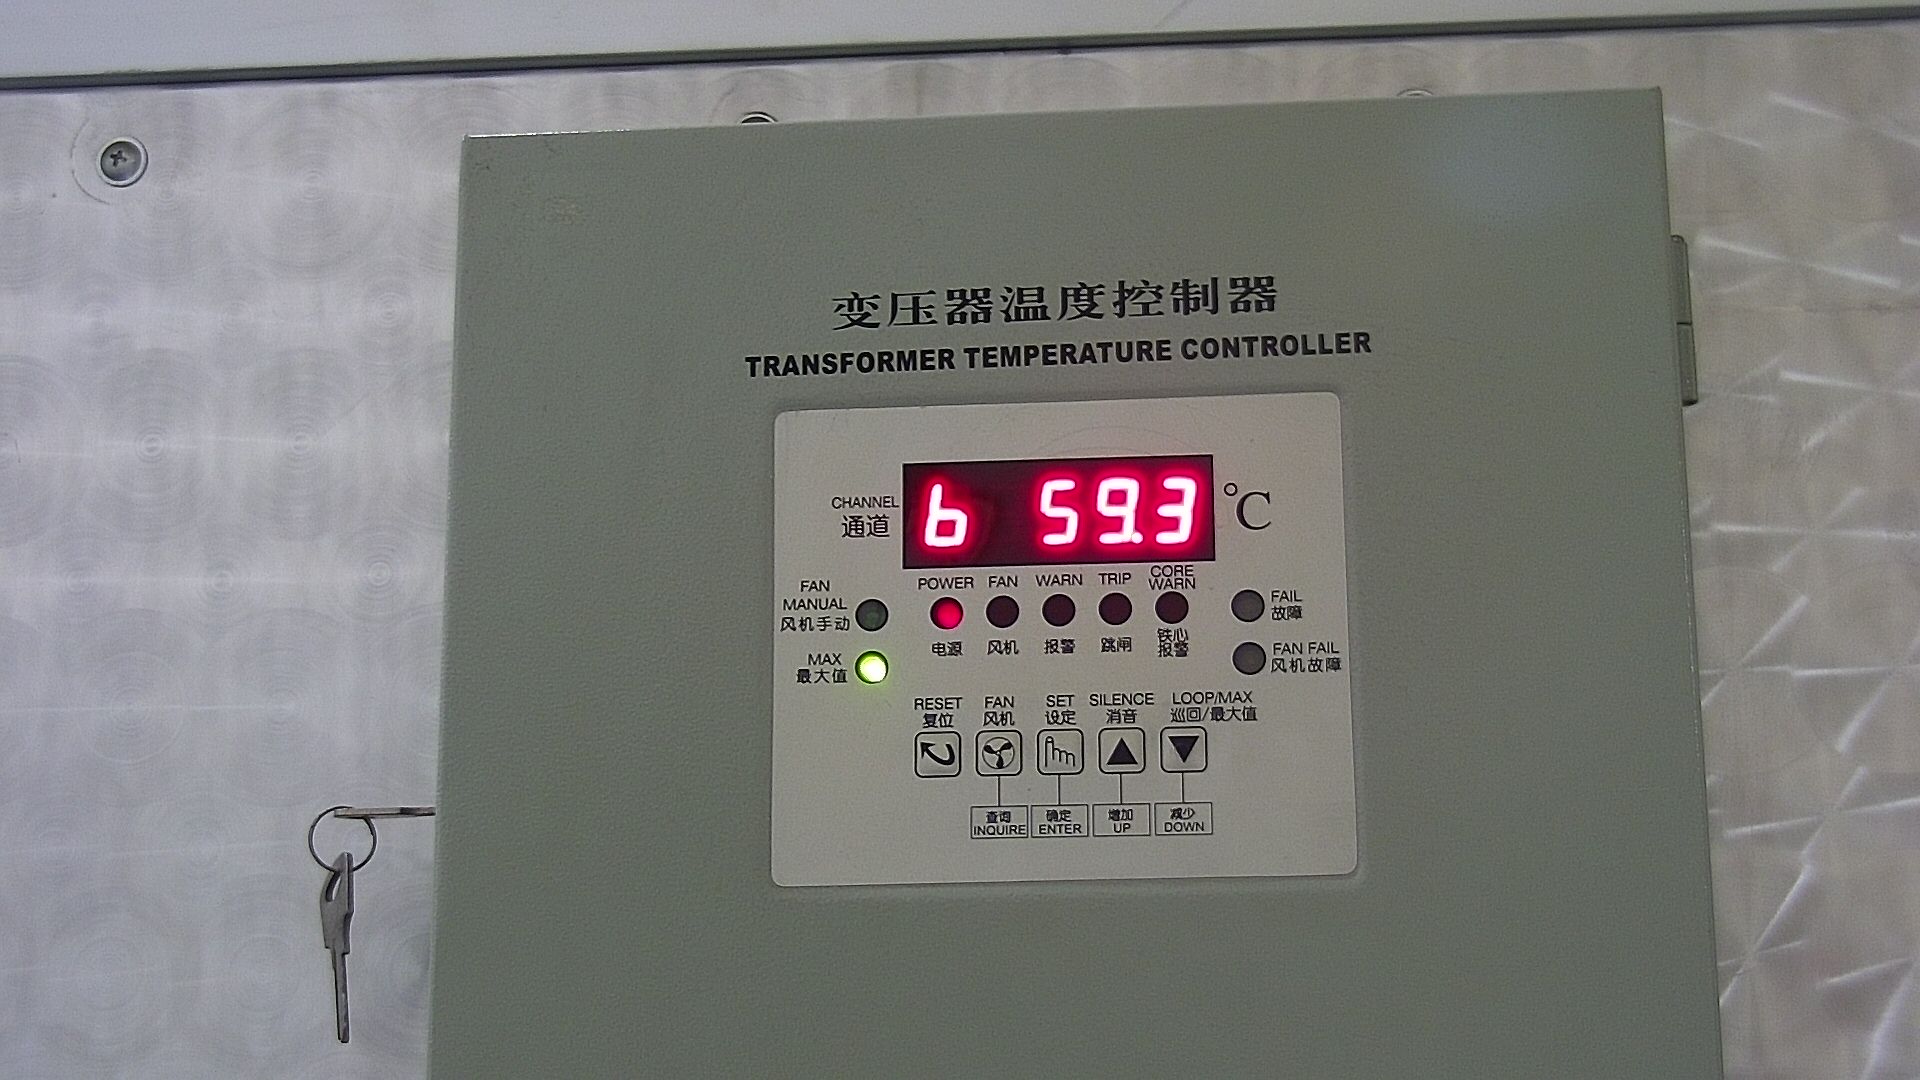 变压器温度控制器
TRANSFORMER TEMPERATURE CONTROLLER
CHANNEL
通道
b 59.3 °C
FAN
MANUAL
风机手动
MAX
最大值
POWER FAN WARN TRIP CORE WARN
电源 风机 报警 跳闸 铁心报警
FAIL
故障
FAN FAIL
风机故障
RESET FAN SET SILENCE LOOP/MAX
复位 风机 设定 消音 巡回/最大值
查询 确定 增加 减少
INQUIRE ENTER UP DOWN